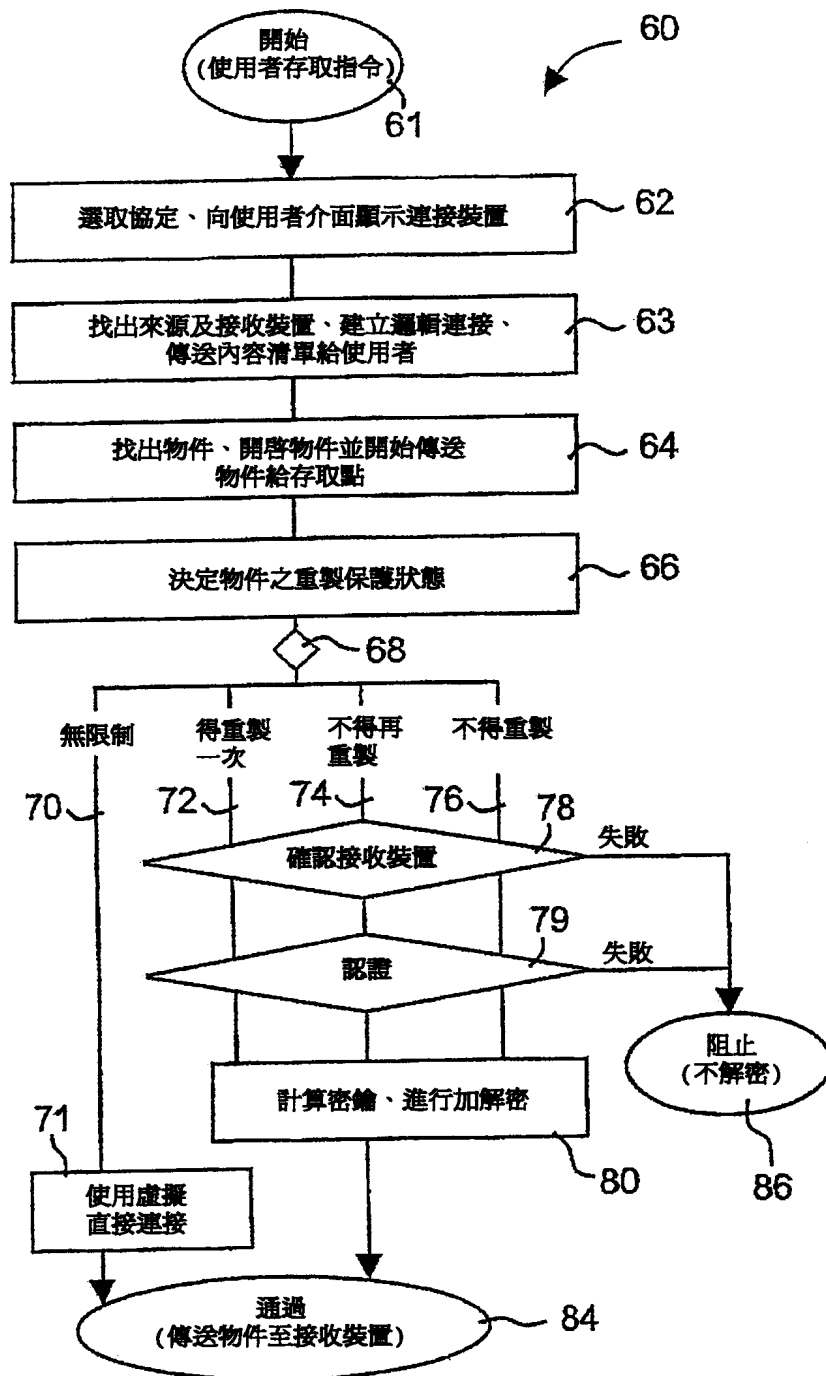 開始
(使用者存取指令)
60
61
選取協定、向使用者介面顯示連接裝置
62
找出來源及接收裝置、建立邏輯連接、
傳送內容清單給使用者
63
找出物件、開啓物件並開始傳送
物件給存取點
64
決定物件之重製保護狀態
66
68
無限制
得重製
一次
不得再
重製
不得重製
70
72
74
76
78
確認接收裝置
失敗
79
認證
失敗
阻止
(不解密)
86
計算密鑰、進行加解密
80
71
使用虛擬
直接連接
通過
(傳送物件至接收裝置)
84